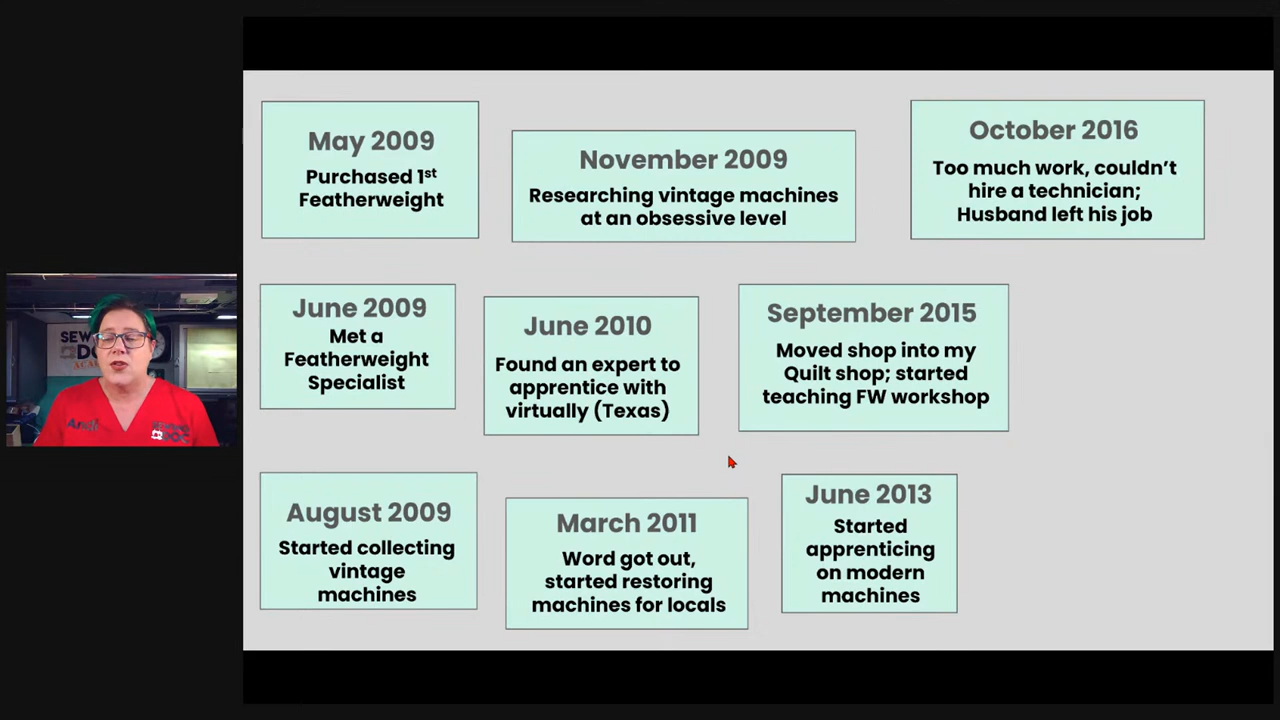 May 2009
Purchased 1st
Featherweight
November 2009
Researching vintage machines
at an obsessive level
October 2016
Too much work, couldn't
hire a technician;
Husband left his job
June 2009
Met a
Featherweight
Specialist
June 2010
Found an expert to
apprentice with
virtually (Texas)
September 2015
Moved shop into my
Quilt shop; started
teaching FW workshop
August 2009
Started collecting
vintage
machines
March 2011
Word got out,
started restoring
machines for locals
June 2013
Started
apprenticing
on modern
machines
SEW
DOC